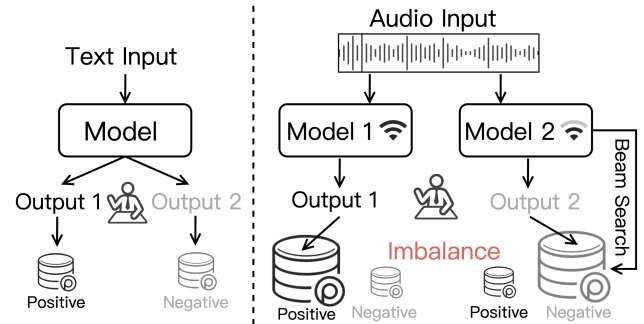 Text Input
Model
Output 1
Output 2
Positive
Negative
Audio Input
Model 1
Model 2
Output 1
Output 2
Beam Search
Imbalance
Positive
Negative
Positive
Negative